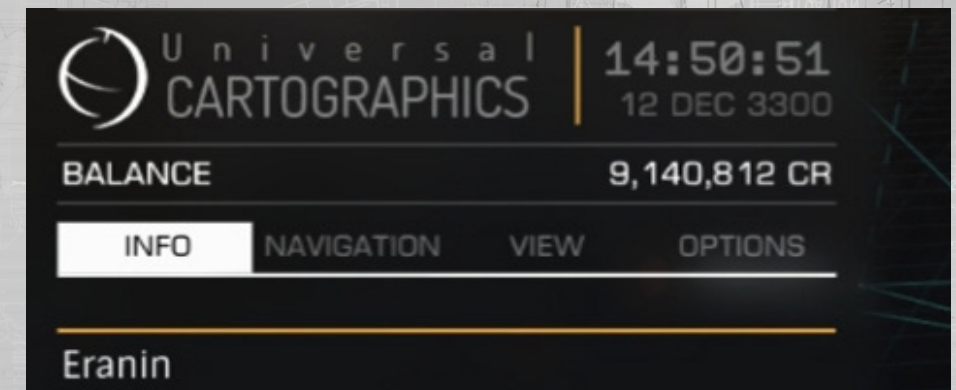 Universal
CARTOGRAPHICS
14:50:51
12 DEC 3300
BALANCE 9,140,812 CR
INFO NAVIGATION VIEW OPTIONS
Eranin